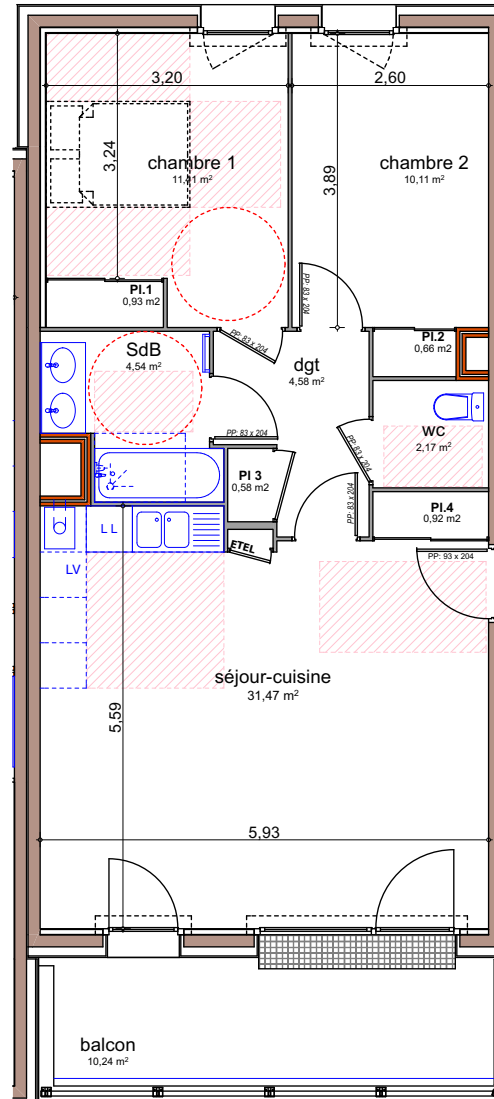 3,20
2,60
3,24
chambre 1
11,41 m²
3,89
chambre 2
10,11 m²
PP: 83 x 204
Pl.1
0,93 m2
PP: 83 x 204
SdB
4,54 m²
dgt
4,58 m²
Pl.2
0,66 m2
PP: 83 x 204
PP: 83 x 204
WC
2,17 m²
Pl 3
0,58 m2
PP: 83 x 204
Pl.4
0,92 m2
LL
LV
ETEL
PP: 93 x 204
séjour-cuisine
31,47 m²
5,59
5,93
balcon
10,24 m²